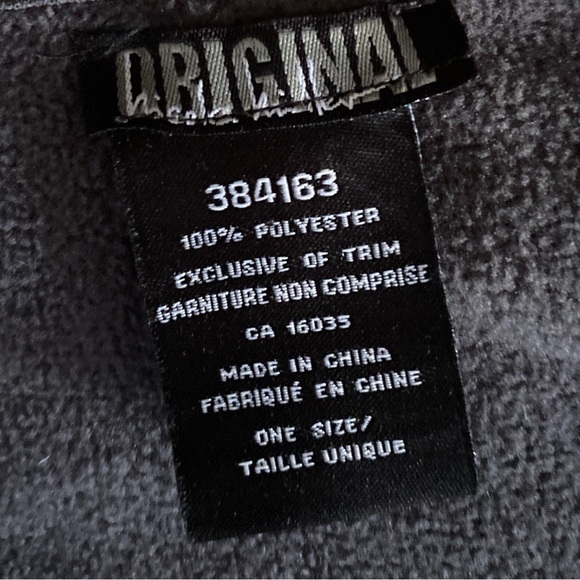 ORIGINAL
384163
100% POLYESTER
EXCLUSIVE OF TRIM
GARNITURE NON COMPRISE
CA 16035
MADE IN CHINA
FABRIQUÉ EN CHINE
ONE SIZE/
TAILLE UNIQUE